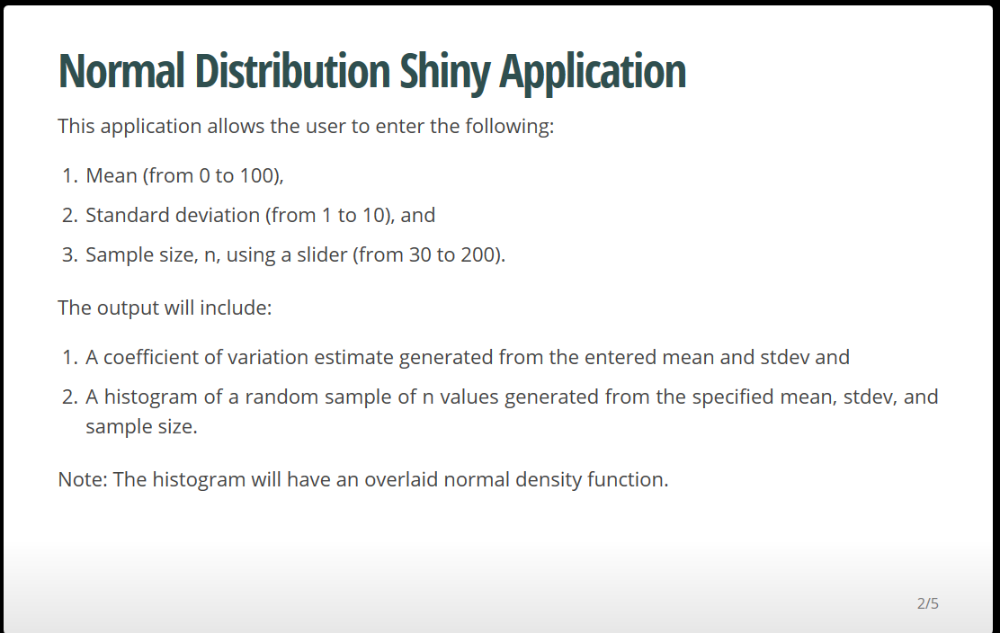 Normal Distribution Shiny Application
This application allows the user to enter the following:
1. Mean (from 0 to 100),
2. Standard deviation (from 1 to 10), and
3. Sample size, n, using a slider (from 30 to 200).
The output will include:
1. A coefficient of variation estimate generated from the entered mean and stdev and
2. A histogram of a random sample of n values generated from the specified mean, stdev, and
sample size.
Note: The histogram will have an overlaid normal density function.
2/5